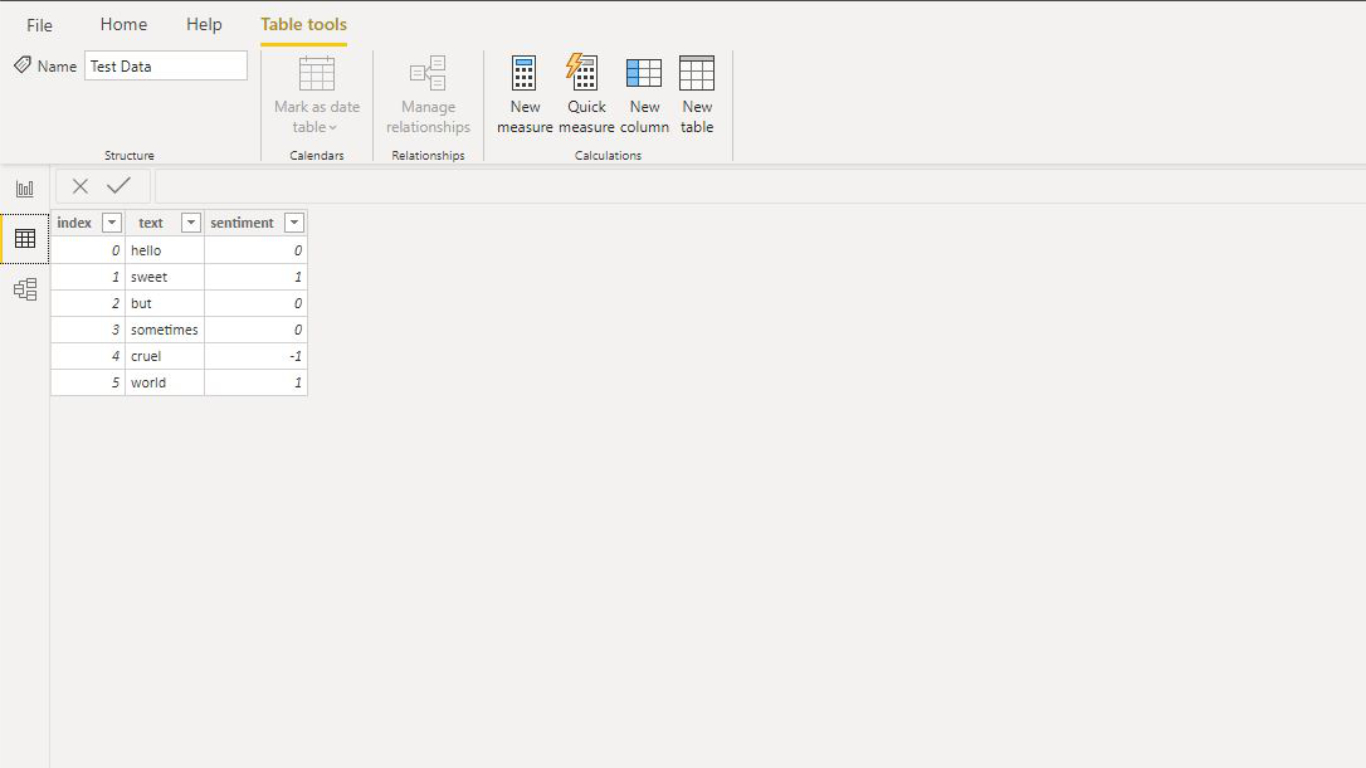 File Home Help Table tools
Name Test Data
Mark as date table
Manage relationships
New measure
Quick measure
New column
New table
Structure Calendars Relationships Calculations
index text sentiment
0 hello 0
1 sweet 1
2 but 0
3 sometimes 0
4 cruel -1
5 world 1